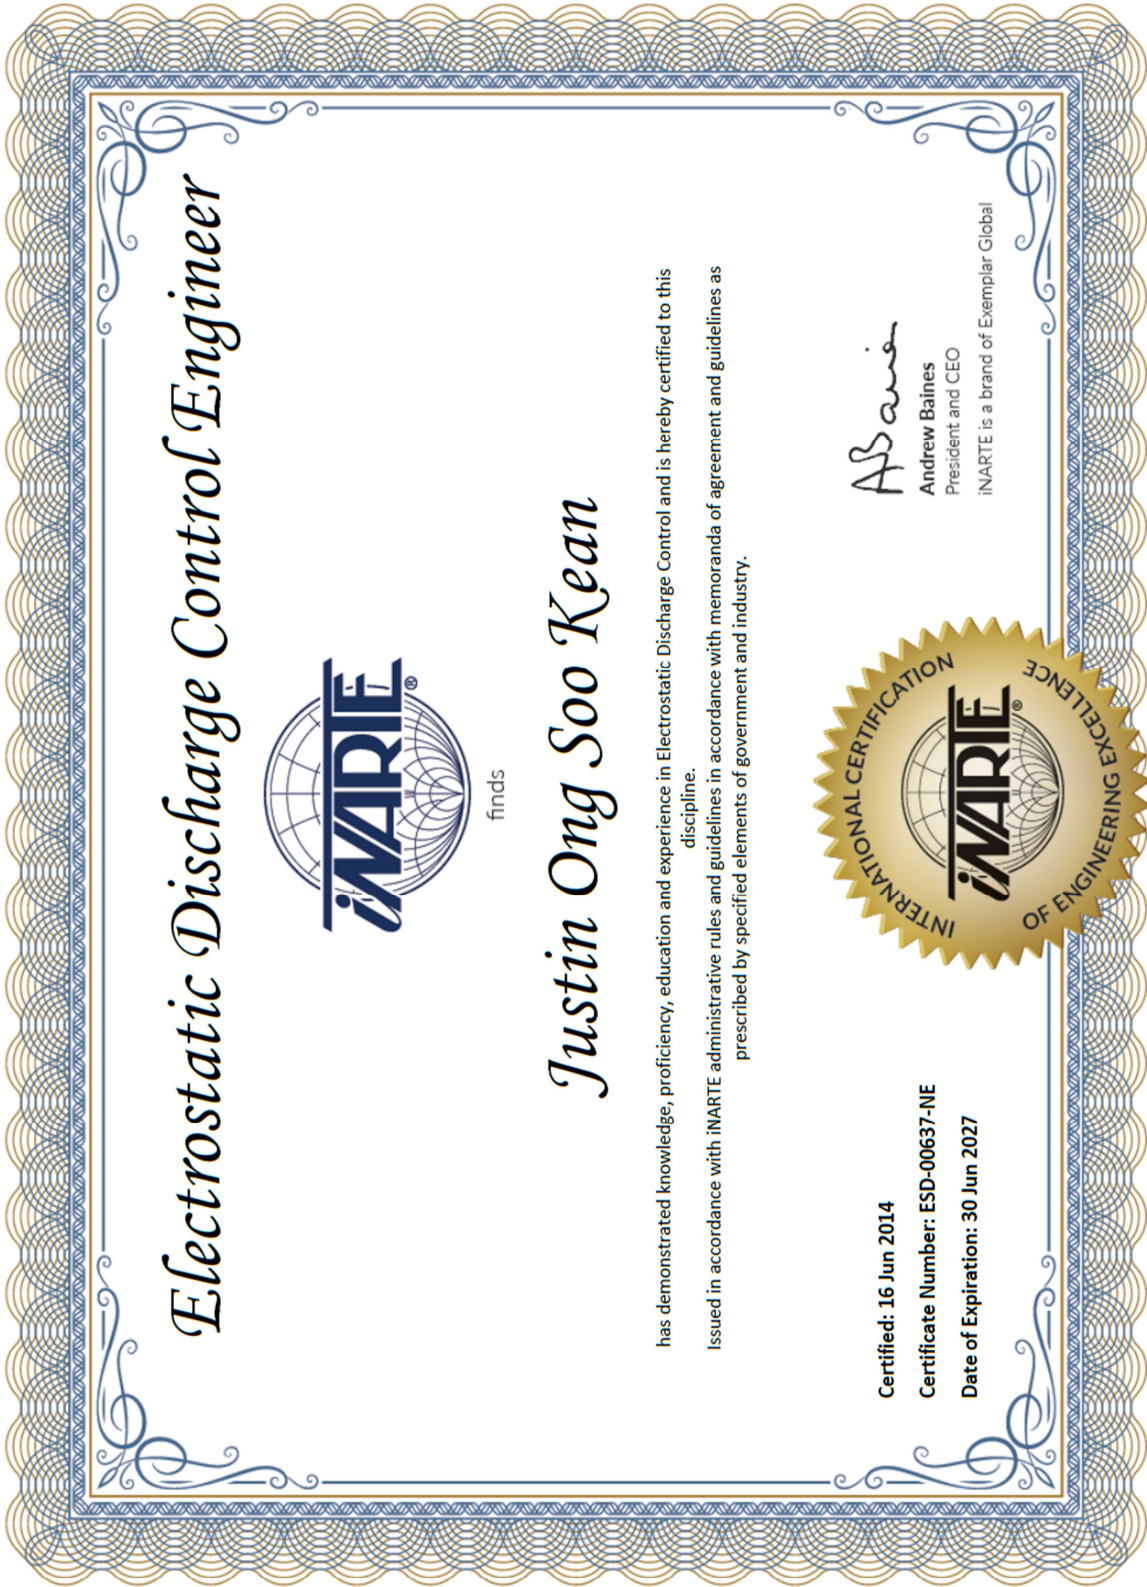 Electrostatic Discharge Control Engineer
iNARTE®
finds
Justin Ong Soo Kean
has demonstrated knowledge, proficiency, education and experience in Electrostatic Discharge Control and is hereby certified to this
discipline.
Issued in accordance with iNARTE administrative rules and guidelines in accordance with memoranda of agreement and guidelines as
prescribed by specified elements of government and industry.
Certified: 16 Jun 2014
Certificate Number: ESD-00637-NE
Date of Expiration: 30 Jun 2027
INTERNATIONAL CERTIFICATION
iNARTE®
OF ENGINEERING EXCELLENCE
ABaines
Andrew Baines
President and CEO
iNARTE is a brand of Exemplar Global